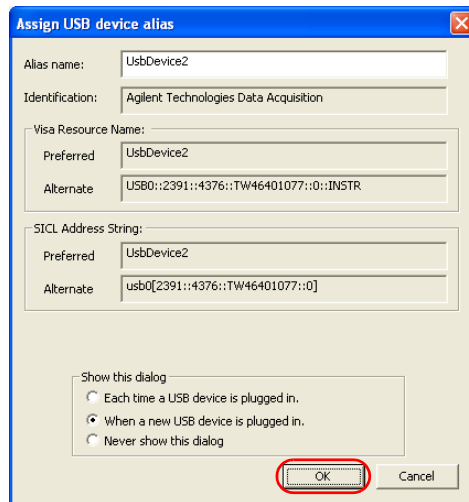 Assign USB device alias
Alias name: UsbDevice2
Identification: Agilent Technologies Data Acquisition
Visa Resource Name:
Preferred UsbDevice2
Alternate USB0::2391::4376::TW46401077::0::INSTR
SICL Address String:
Preferred UsbDevice2
Alternate usb0[2391::4376::TW46401077::0]
Show this dialog
Each time a USB device is plugged in.
When a new USB device is plugged in.
Never show this dialog
OK Cancel